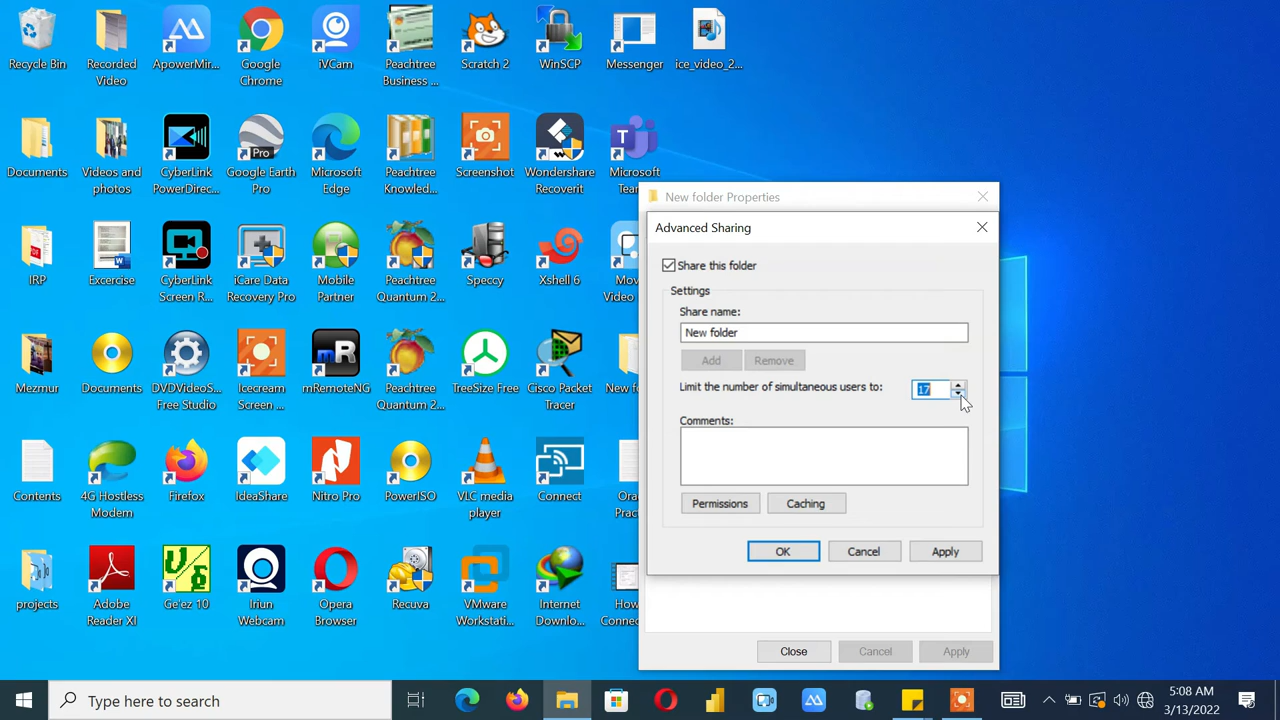 Recycle Bin
Recorded
Video
ApowerMir...
Google
Chrome
iVCam
Peachtree
Business ...
Scratch 2
WinSCP
Messenger
ice_video_2...
Documents
Videos and
photos
CyberLink
PowerDirec...
Google Earth
Pro
Microsoft
Edge
Peachtree
Knowled...
Screenshot
Wondershare
Recoverit
Microsoft
Team
IRP
Excercise
CyberLink
Screen R...
iCare Data
Recovery Pro
Mobile
Partner
Peachtree
Quantum 2...
Speccy
Xshell 6
Mov
Video
Mezmur
Documents
DVDVideoS...
Free Studio
Icecream
Screen ...
mRemoteNG
Peachtree
Quantum 2...
TreeSize Free
Cisco Packet
Tracer
New fo
Contents
4G Hostless
Modem
Firefox
IdeaShare
Nitro Pro
PowerISO
VLC media
player
Connect
Ora
Pract
projects
Adobe
Reader XI
Ge'ez 10
Iriun
Webcam
Opera
Browser
Recuva
VMware
Workstati...
Internet
Downlo...
How
Connec
New folder Properties
Advanced Sharing
Share this folder
Settings
Share name:
New folder
Add
Remove
Limit the number of simultaneous users to:
17
Comments:
Permissions
Caching
OK
Cancel
Apply
Close
Cancel
Apply
Type here to search
5:08 AM
3/13/2022